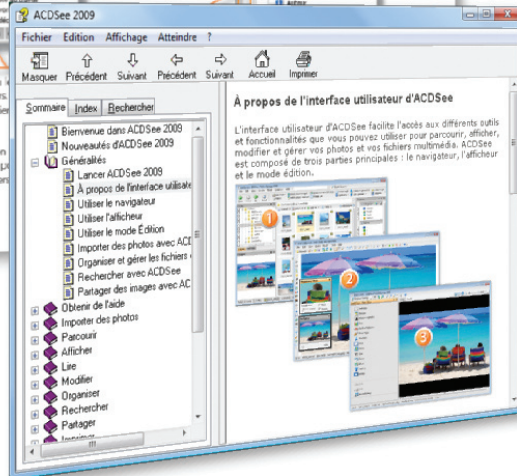 ACDSee 2009
Fichier Edition Affichage Atteindre ?
Masquer Précédent Suivant Précédent Suivant Accueil Imprimer
Sommaire Index Rechercher
Bienvenue dans ACDSee 2009
Nouveautés d'ACDSee 2009
Généralités
Lancer ACDSee 2009
À propos de l'interface utilisate
Utiliser le navigateur
Utiliser l'afficheur
Utiliser le mode Édition
Importer des photos avec ACD
Organiser et gérer les fichiers
Rechercher avec ACDSee
Partager des images avec AC
Obtenir de l'aide
Importer des photos
Parcourir
Afficher
Lire
Modifier
Organiser
Rechercher
Partager
Imprimer
À propos de l'interface utilisateur d'ACDSee
L'interface utilisateur d'ACDSee facilite l'accès aux différents outils
et fonctionnalités que vous pouvez utiliser pour parcourir, afficher,
modifier et gérer vos photos et vos fichiers multimédia. ACDSee
est composé de trois parties principales : le navigateur, l'afficheur
et le mode édition.
1
2
3